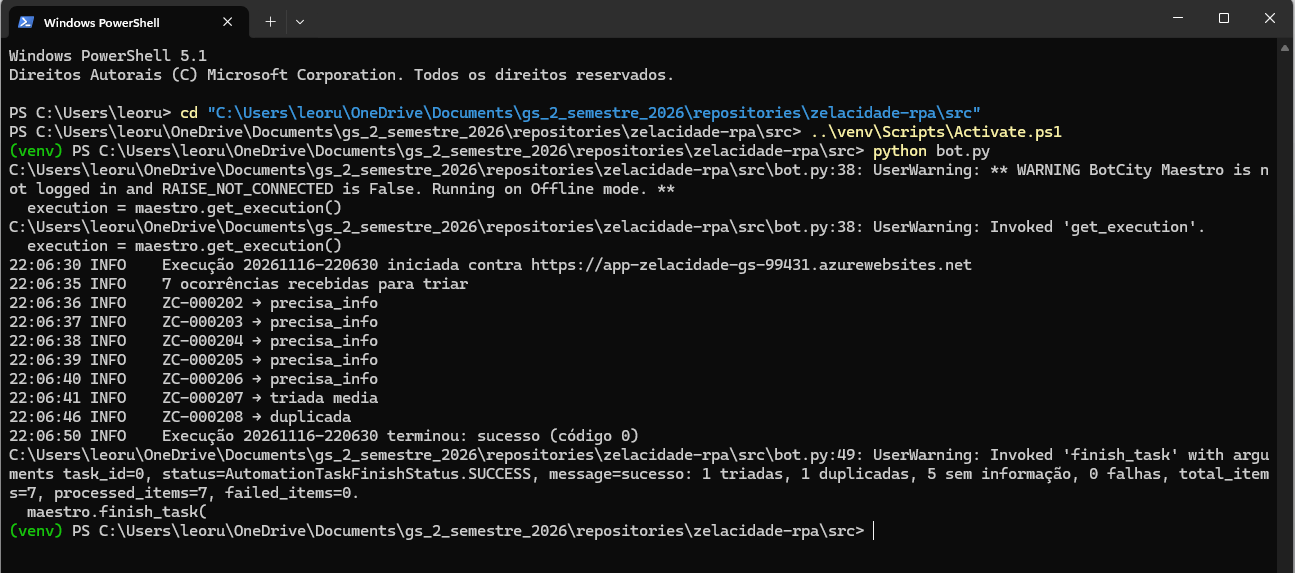 Windows PowerShell
Windows PowerShell 5.1
Direitos Autorais (C) Microsoft Corporation. Todos os direitos reservados.
PS C:\Users\leoru> cd "C:\Users\leoru\OneDrive\Documents\gs_2_semestre_2026\repositories\zelacidade-rpa\src"
PS C:\Users\leoru\OneDrive\Documents\gs_2_semestre_2026\repositories\zelacidade-rpa\src> ..\venv\Scripts\Activate.ps1
(venv) PS C:\Users\leoru\OneDrive\Documents\gs_2_semestre_2026\repositories\zelacidade-rpa\src> python bot.py
C:\Users\leoru\OneDrive\Documents\gs_2_semestre_2026\repositories\zelacidade-rpa\src\bot.py:38: UserWarning: ** WARNING BotCity Maestro is n
ot logged in and RAISE_NOT_CONNECTED is False. Running on Offline mode. **
  execution = maestro.get_execution()
C:\Users\leoru\OneDrive\Documents\gs_2_semestre_2026\repositories\zelacidade-rpa\src\bot.py:38: UserWarning: Invoked 'get_execution'.
  execution = maestro.get_execution()
22:06:30 INFO    Execução 20261116-220630 iniciada contra https://app-zelacidade-gs-99431.azurewebsites.net
22:06:35 INFO    7 ocorrências recebidas para triar
22:06:36 INFO    ZC-000202 → precisa_info
22:06:37 INFO    ZC-000203 → precisa_info
22:06:38 INFO    ZC-000204 → precisa_info
22:06:39 INFO    ZC-000205 → precisa_info
22:06:40 INFO    ZC-000206 → precisa_info
22:06:41 INFO    ZC-000207 → triada media
22:06:46 INFO    ZC-000208 → duplicada
22:06:50 INFO    Execução 20261116-220630 terminou: sucesso (código 0)
C:\Users\leoru\OneDrive\Documents\gs_2_semestre_2026\repositories\zelacidade-rpa\src\bot.py:49: UserWarning: Invoked 'finish_task' with argu
ments task_id=0, status=AutomationTaskFinishStatus.SUCCESS, message=sucesso: 1 triadas, 1 duplicadas, 5 sem informação, 0 falhas, total_item
s=7, processed_items=7, failed_items=0.
  maestro.finish_task(
(venv) PS C:\Users\leoru\OneDrive\Documents\gs_2_semestre_2026\repositories\zelacidade-rpa\src>